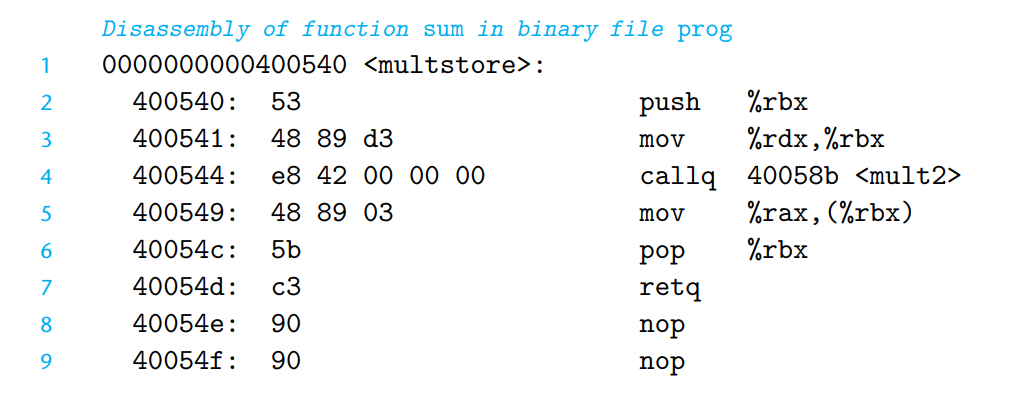 Disassembly of function sum in binary file prog
1 0000000000400540 <multstore>:
2 400540: 53 push %rbx
3 400541: 48 89 d3 mov %rdx,%rbx
4 400544: e8 42 00 00 00 callq 40058b <mult2>
5 400549: 48 89 03 mov %rax,(%rbx)
6 40054c: 5b pop %rbx
7 40054d: c3 retq
8 40054e: 90 nop
9 40054f: 90 nop